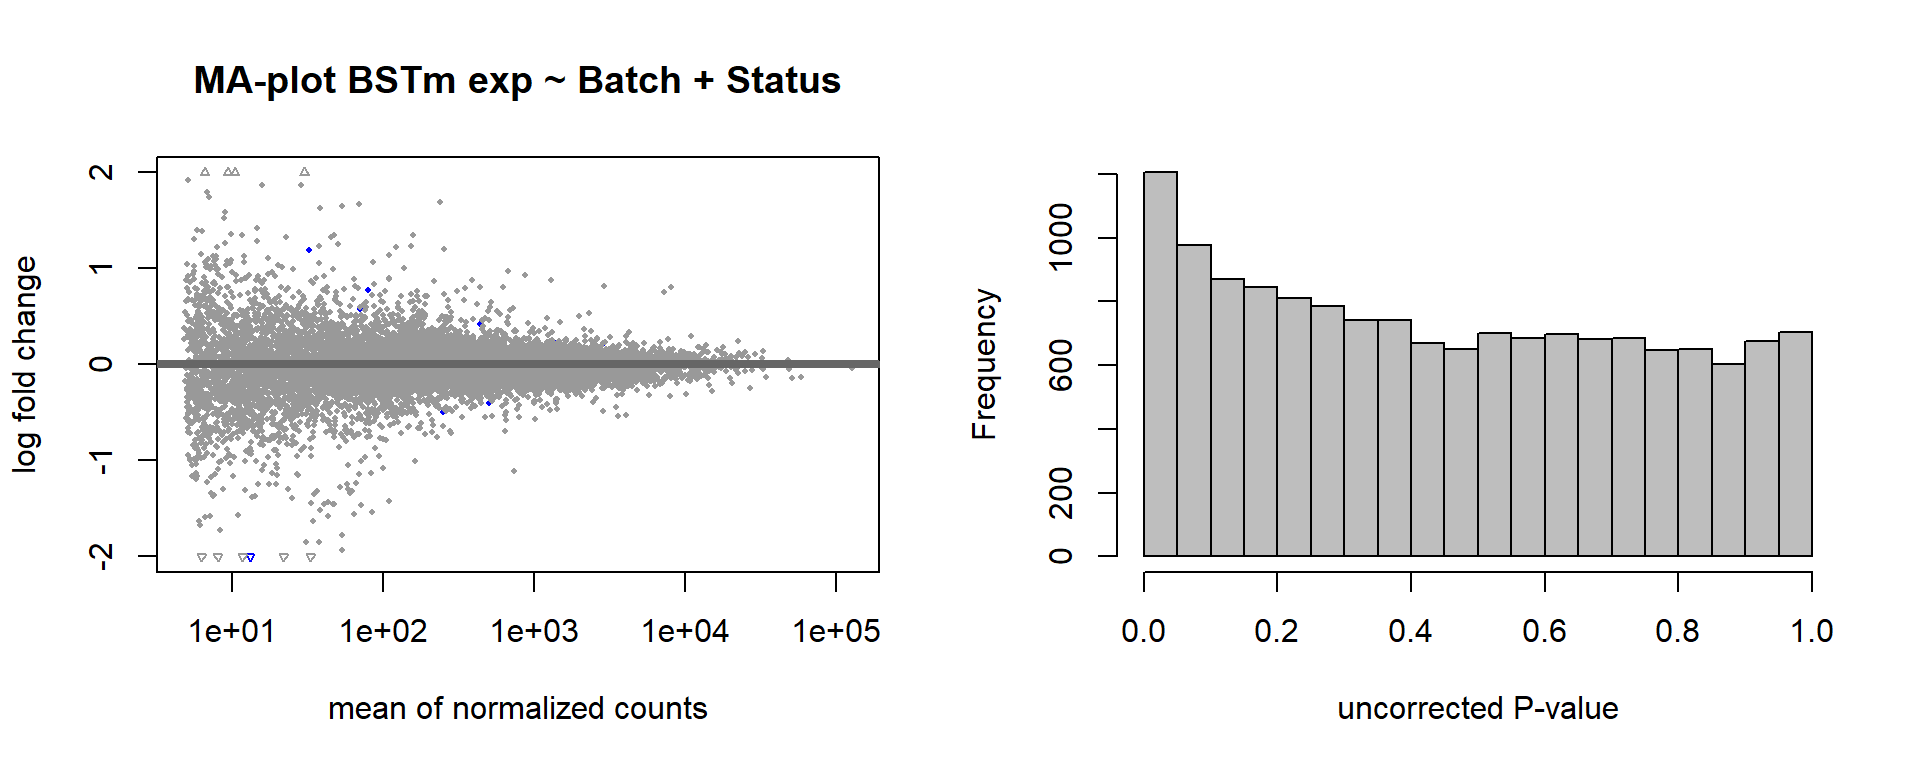 MA-plot BSTm exp ~ Batch + Status
log fold change
2
1
0
-1
-2
1e+01 1e+02 1e+03 1e+04 1e+05
mean of normalized counts
Frequency
1000
600
200
0
0.0 0.2 0.4 0.6 0.8 1.0
uncorrected P-value